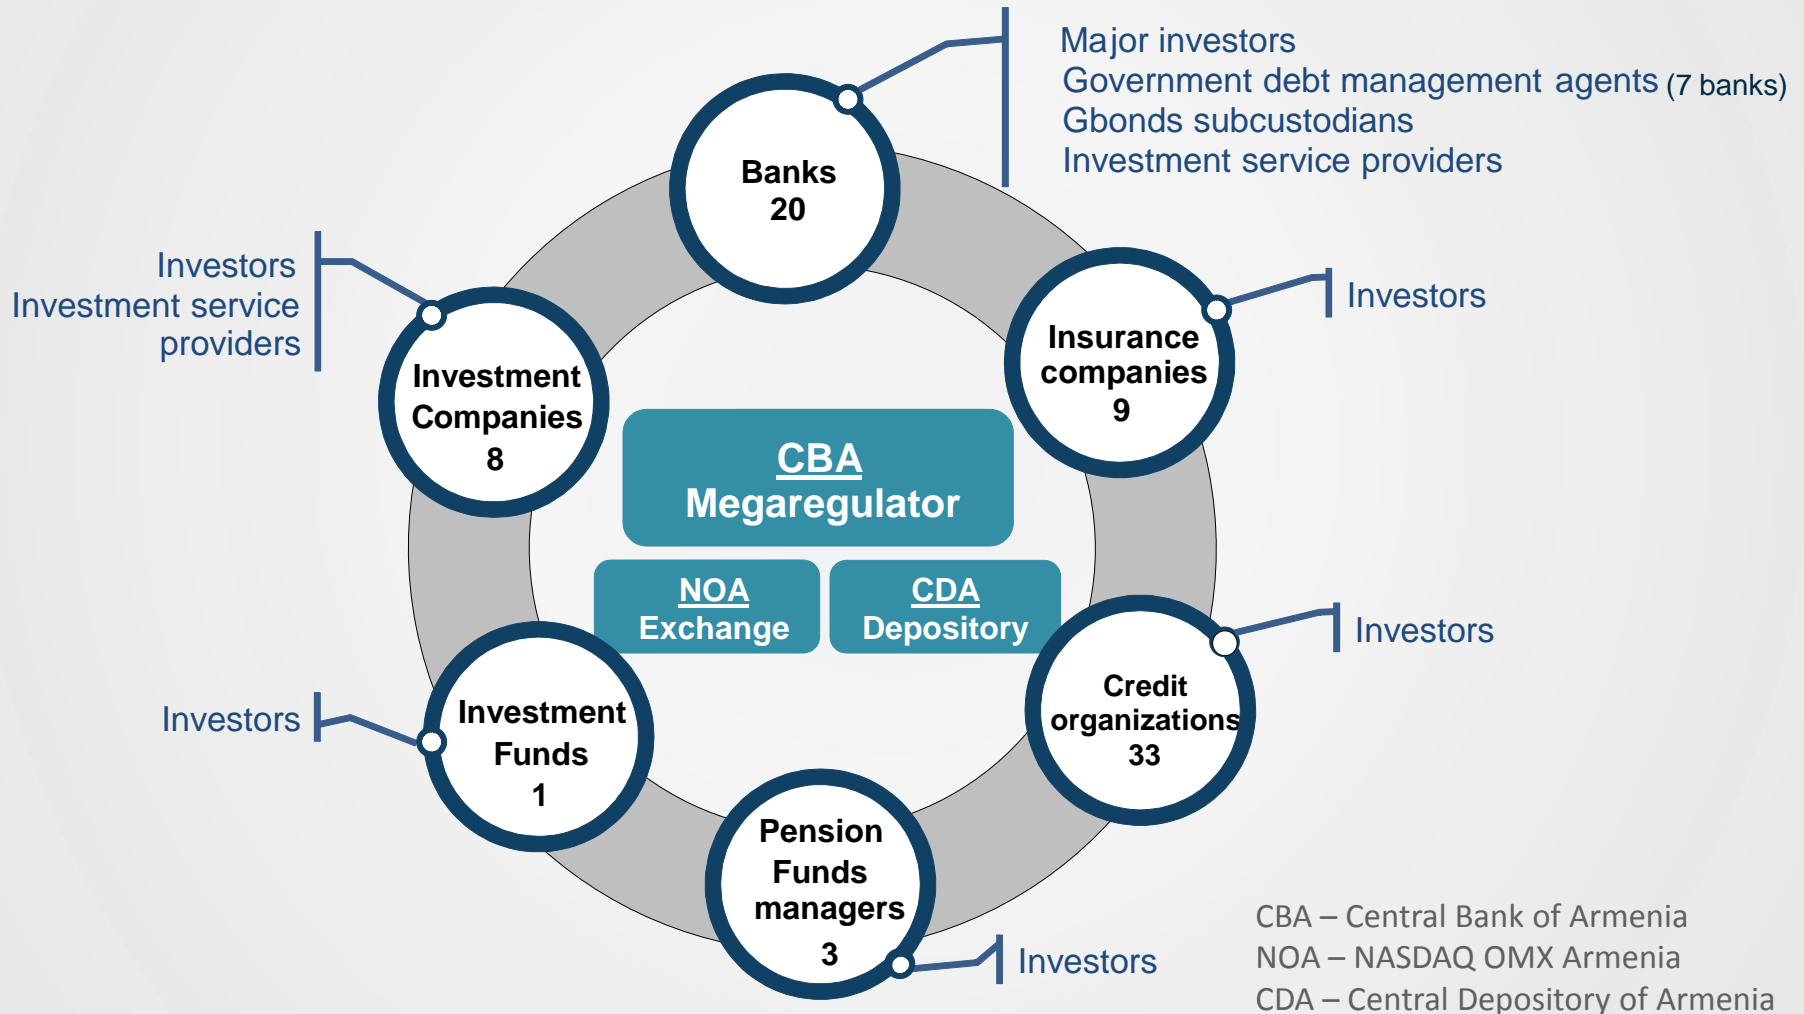 Major investors
Government debt management agents (7 banks)
Gbonds subcustodians
Investment service providers
Banks
20
Investors
Investment service
providers
Investors
Insurance
companies
9
Investment
Companies
8
CBA
Megaregulator
NOA
Exchange
CDA
Depository
Investors
Credit
organizations
33
Investors
Investment
Funds
1
Pension
Funds
managers
3
Investors
CBA – Central Bank of Armenia
NOA – NASDAQ OMX Armenia
CDA – Central Depository of Armenia